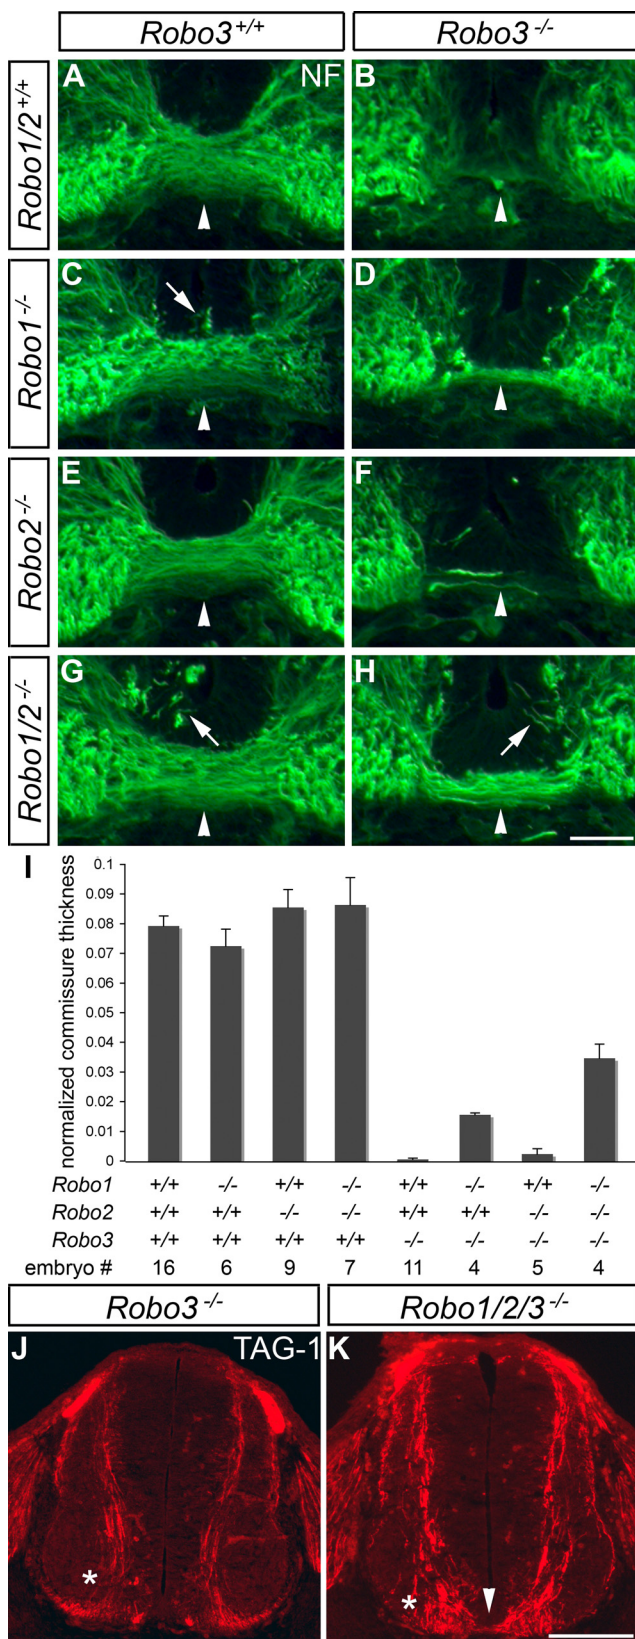 Robo3+/+
Robo3 -/-
Robo1/2+/+
A
NF
B
Robo1-/-
C
D
Robo2-/-
E
F
Robo1/2-/-
G
H
I
normalized commissure thickness
0.1
0.09
0.08
0.07
0.06
0.05
0.04
0.03
0.02
0.01
0
Robo1 +/+ -/- +/+ -/- +/+ -/- +/+ -/-
Robo2 +/+ +/+ -/- -/- +/+ +/+ -/- -/-
Robo3 +/+ +/+ +/+ +/+ -/- -/- -/- -/-
embryo # 16 6 9 7 11 4 5 4
Robo3-/-
Robo1/2/3-/-
J
TAG-1
K
*
*